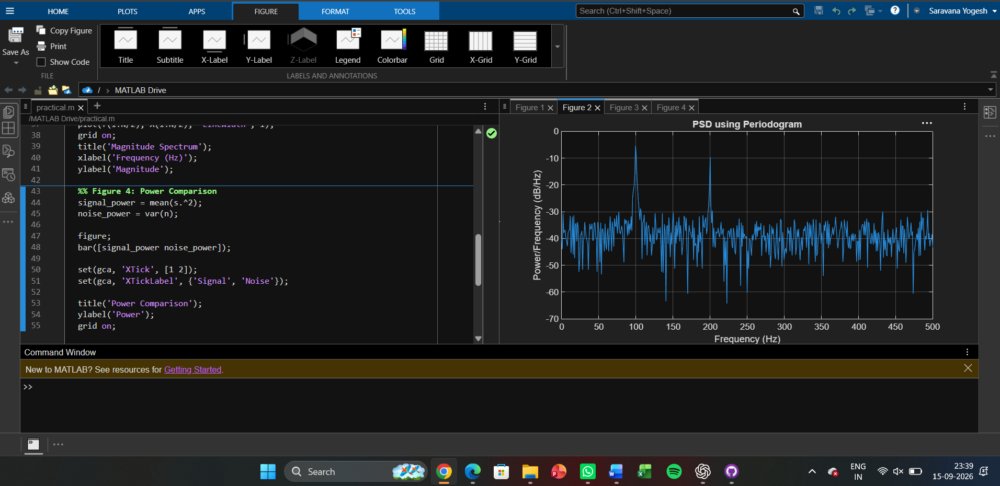 HOME PLOTS APPS FIGURE FORMAT TOOLS Search (Ctrl+Shift+Space) Saravana Yogesh
Save As
Copy Figure
Print
Show Code
FILE
Title Subtitle X-Label Y-Label Z-Label Legend Colorbar Grid X-Grid Y-Grid
LABELS AND ANNOTATIONS
/ › MATLAB Drive
practical.m
/MATLAB Drive/practical.m
38 grid on;
39 title('Magnitude Spectrum');
40 xlabel('Frequency (Hz)');
41 ylabel('Magnitude');
42
43 %% Figure 4: Power Comparison
44 signal_power = mean(s.^2);
45 noise_power = var(n);
46
47 figure;
48 bar([signal_power noise_power]);
49
50 set(gca, 'XTick', [1 2]);
51 set(gca, 'XTickLabel', {'Signal', 'Noise'});
52
53 title('Power Comparison');
54 ylabel('Power');
55 grid on;
Figure 1 Figure 2 Figure 3 Figure 4
PSD using Periodogram
Power/Frequency (dB/Hz)
0
-10
-20
-30
-40
-50
-60
-70
0 50 100 150 200 250 300 350 400 450 500
Frequency (Hz)
Command Window
New to MATLAB? See resources for Getting Started.
>>
Search
ENG
IN
23:39
15-09-2026